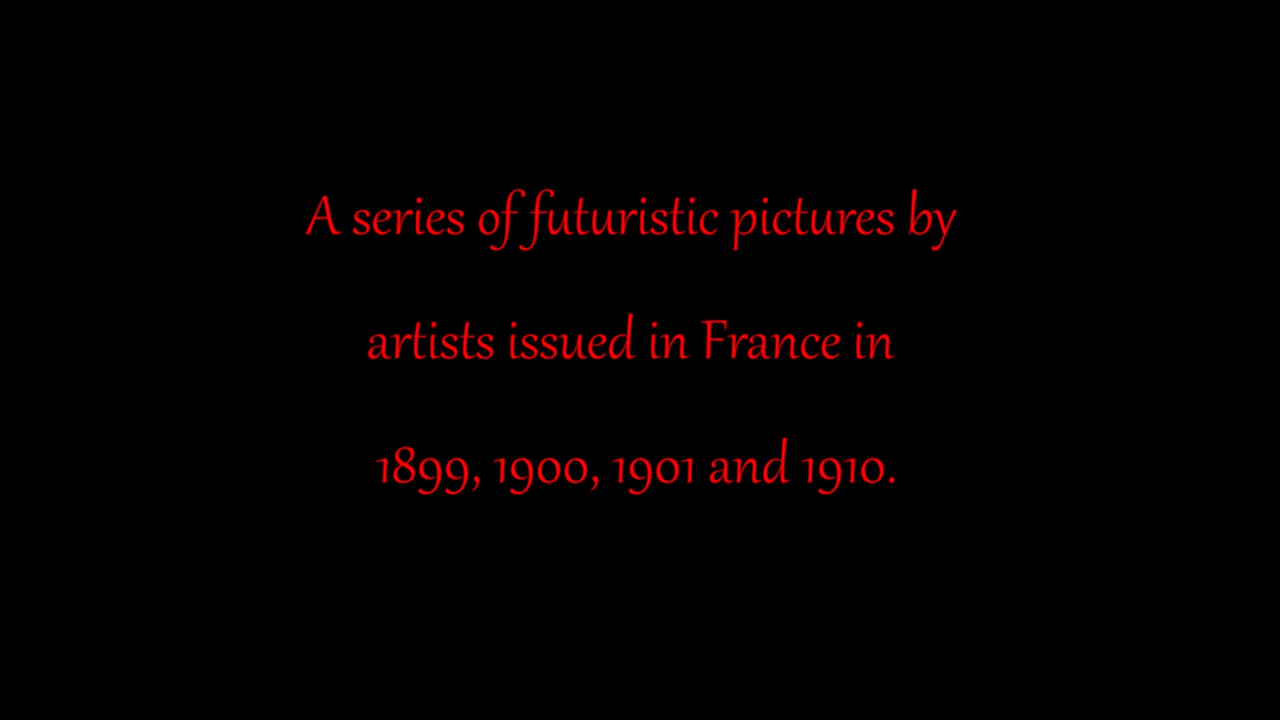 A series of futuristic pictures by
artists issued in France in
1899, 1900, 1901 and 1910.